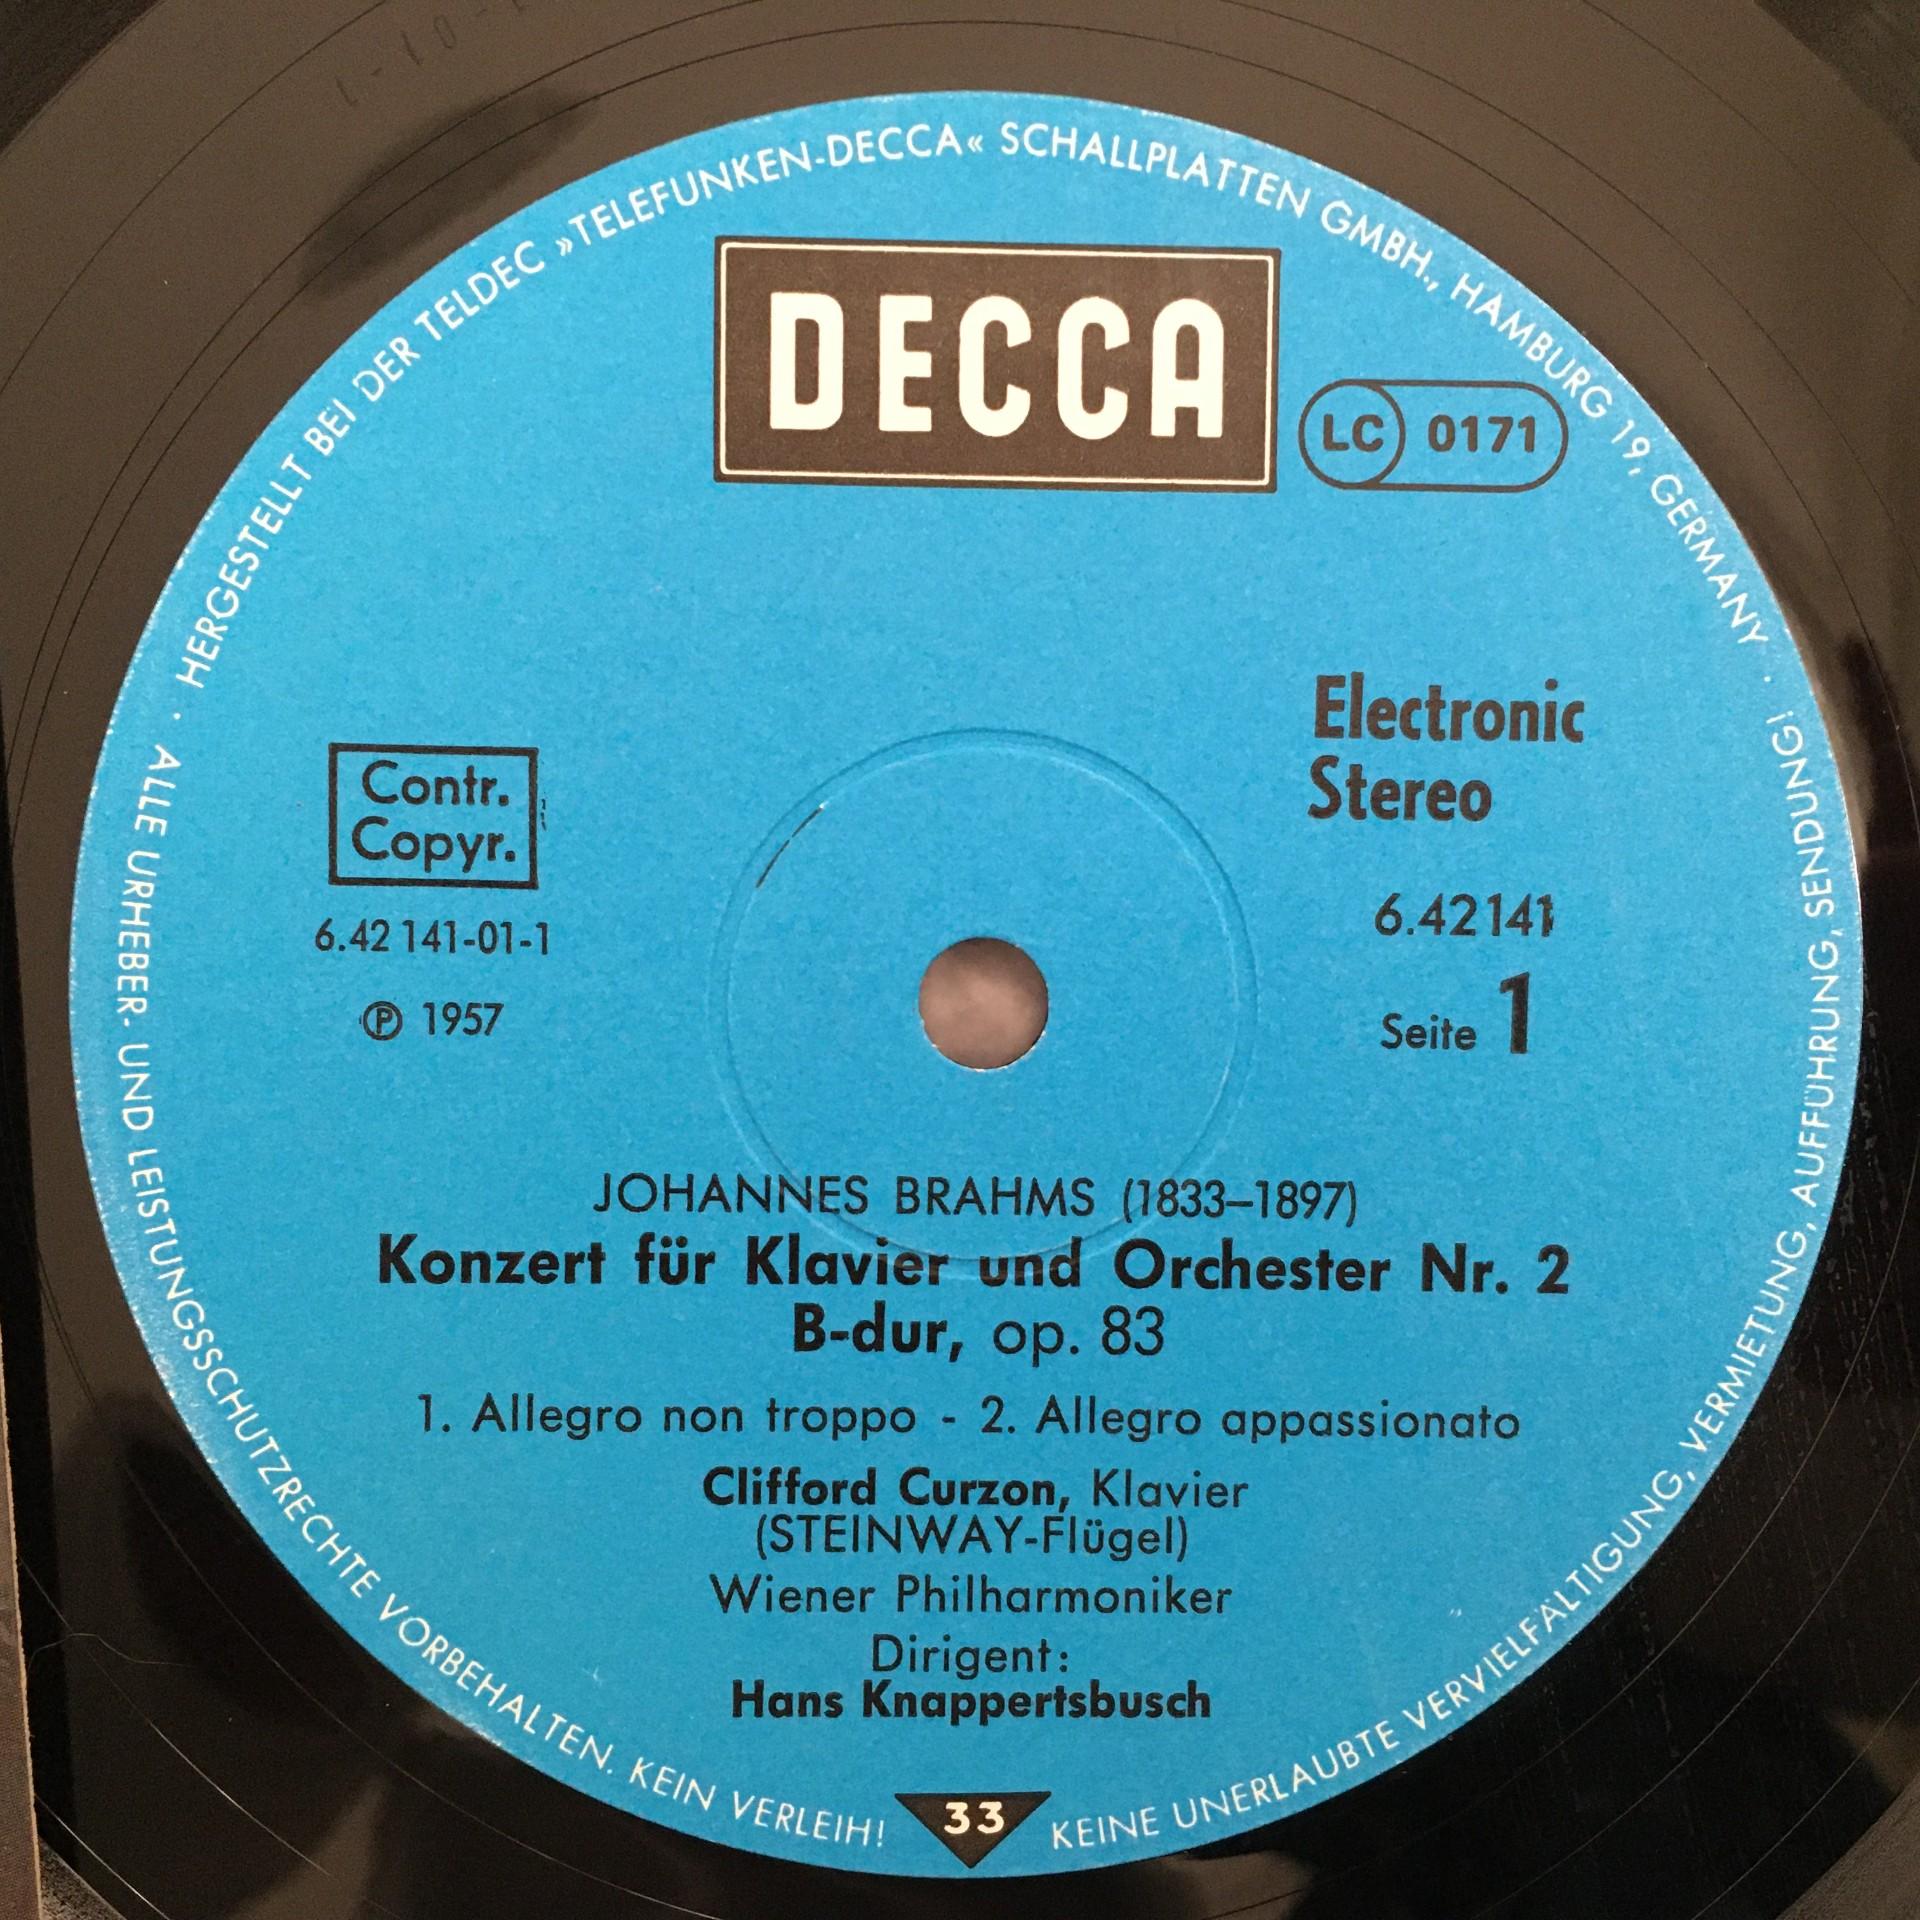 HERGESTELLT BEI DER TELDEC »TELEFUNKEN-DECCA« SCHALLPLATTEN GMBH., HAMBURG 19, GERMANY ·
DECCA
LC 0171
Electronic
Stereo
Contr.
Copyr.
6.42 141-01-1
℗ 1957
6.42141
Seite 1
JOHANNES BRAHMS (1833–1897)
Konzert für Klavier und Orchester Nr. 2
B-dur, op. 83
1. Allegro non troppo - 2. Allegro appassionato
Clifford Curzon, Klavier
(STEINWAY-Flügel)
Wiener Philharmoniker
Dirigent:
Hans Knappertsbusch
33
· ALLE URHEBER- UND LEISTUNGSSCHUTZRECHTE VORBEHALTEN. KEIN VERLEIH!
KEINE UNERLAUBTE VERVIELFÄLTIGUNG, VERMIETUNG, AUFFÜHRUNG, SENDUNG!